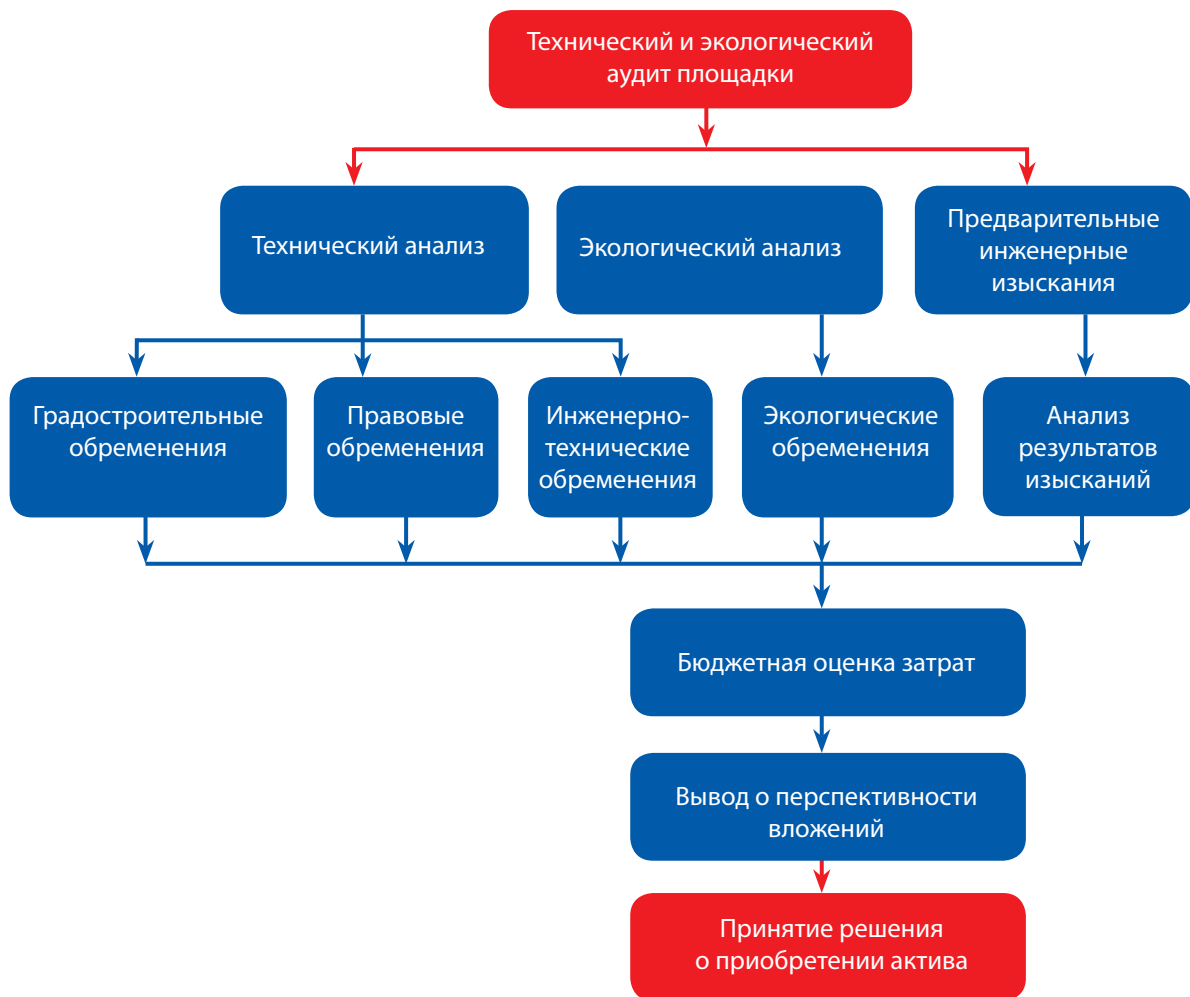 Технический и экологический
аудит площадки
Технический анализ
Экологический анализ
Предварительные
инженерные
изыскания
Градостроительные
обременения
Правовые
обременения
Инженерно-
технические
обременения
Экологические
обременения
Анализ
результатов
изысканий
Бюджетная оценка затрат
Вывод о перспективности
вложений
Принятие решения
о приобретении актива